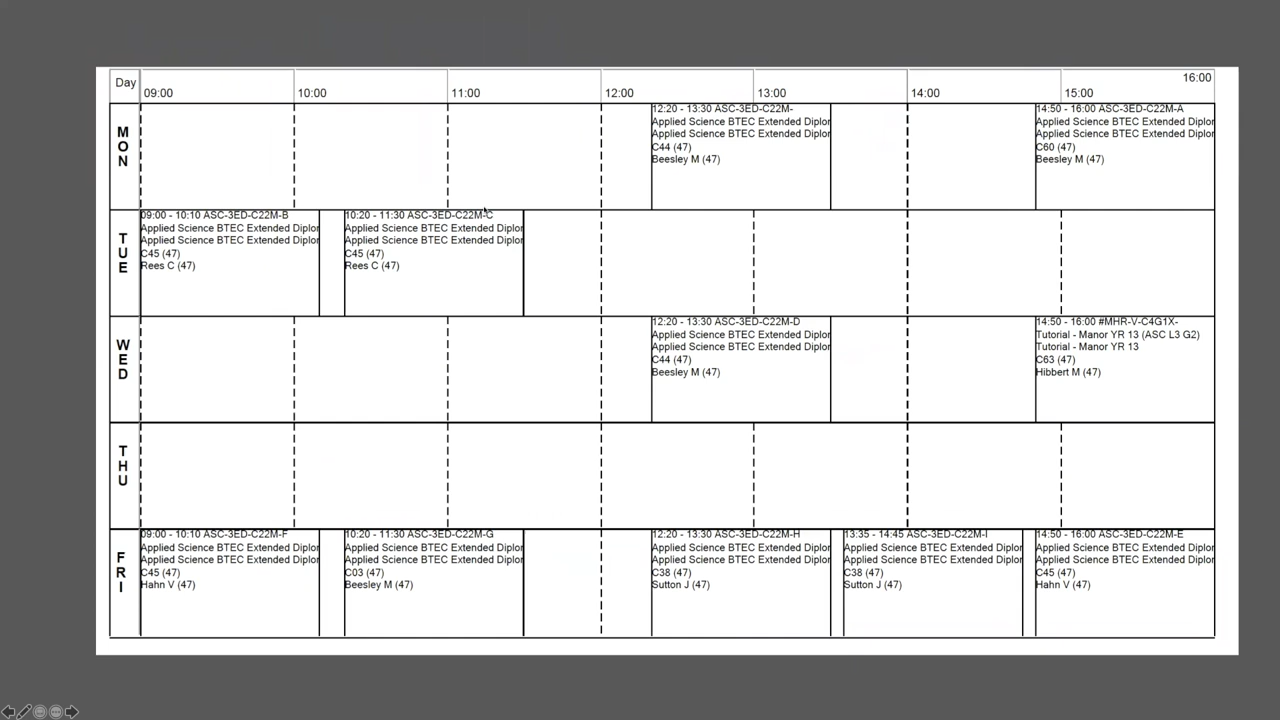 Day
09:00
10:00
11:00
12:00
13:00
14:00
15:00
16:00
MON
12:20 - 13:30 ASC-3ED-C22M-
Applied Science BTEC Extended Diplor
Applied Science BTEC Extended Diplor
C44 (47)
Beesley M (47)
14:50 - 16:00 ASC-3ED-C22M-A
Applied Science BTEC Extended Diplor
Applied Science BTEC Extended Diplor
C60 (47)
Beesley M (47)
TUE
09:00 - 10:10 ASC-3ED-C22M-B
Applied Science BTEC Extended Diplor
Applied Science BTEC Extended Diplor
C45 (47)
Rees C (47)
10:20 - 11:30 ASC-3ED-C22M-C
Applied Science BTEC Extended Diplor
Applied Science BTEC Extended Diplor
C45 (47)
Rees C (47)
WED
12:20 - 13:30 ASC-3ED-C22M-D
Applied Science BTEC Extended Diplor
Applied Science BTEC Extended Diplor
C44 (47)
Beesley M (47)
14:50 - 16:00 #MHR-V-C4G1X-
Tutorial - Manor YR 13 (ASC L3 G2)
Tutorial - Manor YR 13
C63 (47)
Hibbert M (47)
THU
FRI
09:00 - 10:10 ASC-3ED-C22M-F
Applied Science BTEC Extended Diplor
Applied Science BTEC Extended Diplor
C45 (47)
Hahn V (47)
10:20 - 11:30 ASC-3ED-C22M-G
Applied Science BTEC Extended Diplor
Applied Science BTEC Extended Diplor
C03 (47)
Beesley M (47)
12:20 - 13:30 ASC-3ED-C22M-H
Applied Science BTEC Extended Diplor
Applied Science BTEC Extended Diplor
C38 (47)
Sutton J (47)
13:35 - 14:45 ASC-3ED-C22M-I
Applied Science BTEC Extended Diplor
Applied Science BTEC Extended Diplor
C38 (47)
Sutton J (47)
14:50 - 16:00 ASC-3ED-C22M-E
Applied Science BTEC Extended Diplor
Applied Science BTEC Extended Diplor
C45 (47)
Hahn V (47)